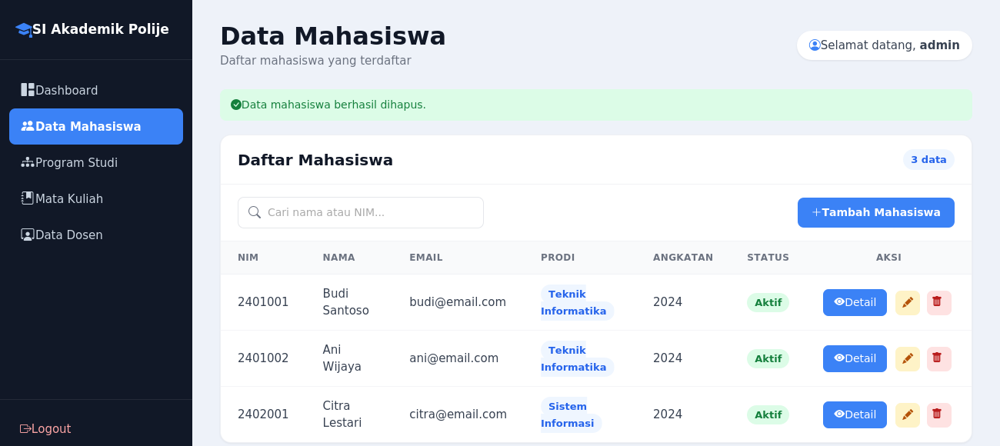 SI Akademik Polije
Dashboard
Data Mahasiswa
Program Studi
Mata Kuliah
Data Dosen
Logout
Data Mahasiswa
Daftar mahasiswa yang terdaftar
Selamat datang, admin
Data mahasiswa berhasil dihapus.
Daftar Mahasiswa
3 data
Cari nama atau NIM...
Tambah Mahasiswa
NIM NAMA EMAIL PRODI ANGKATAN STATUS AKSI
2401001 Budi Santoso budi@email.com Teknik Informatika 2024 Aktif Detail
2401002 Ani Wijaya ani@email.com Teknik Informatika 2024 Aktif Detail
2402001 Citra Lestari citra@email.com Sistem Informasi 2024 Aktif Detail